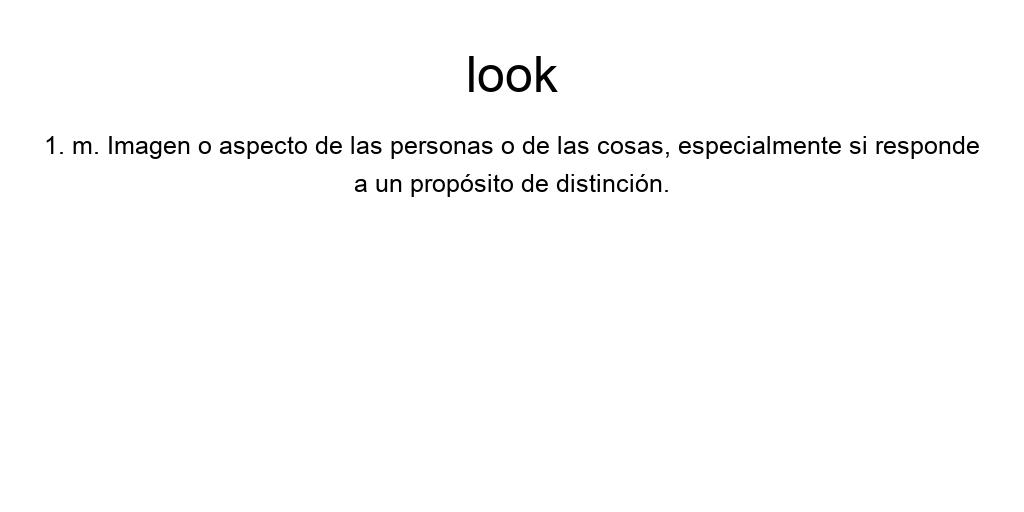 look
1. m. Imagen o aspecto de las personas o de las cosas, especialmente si responde
a un propósito de distinción.